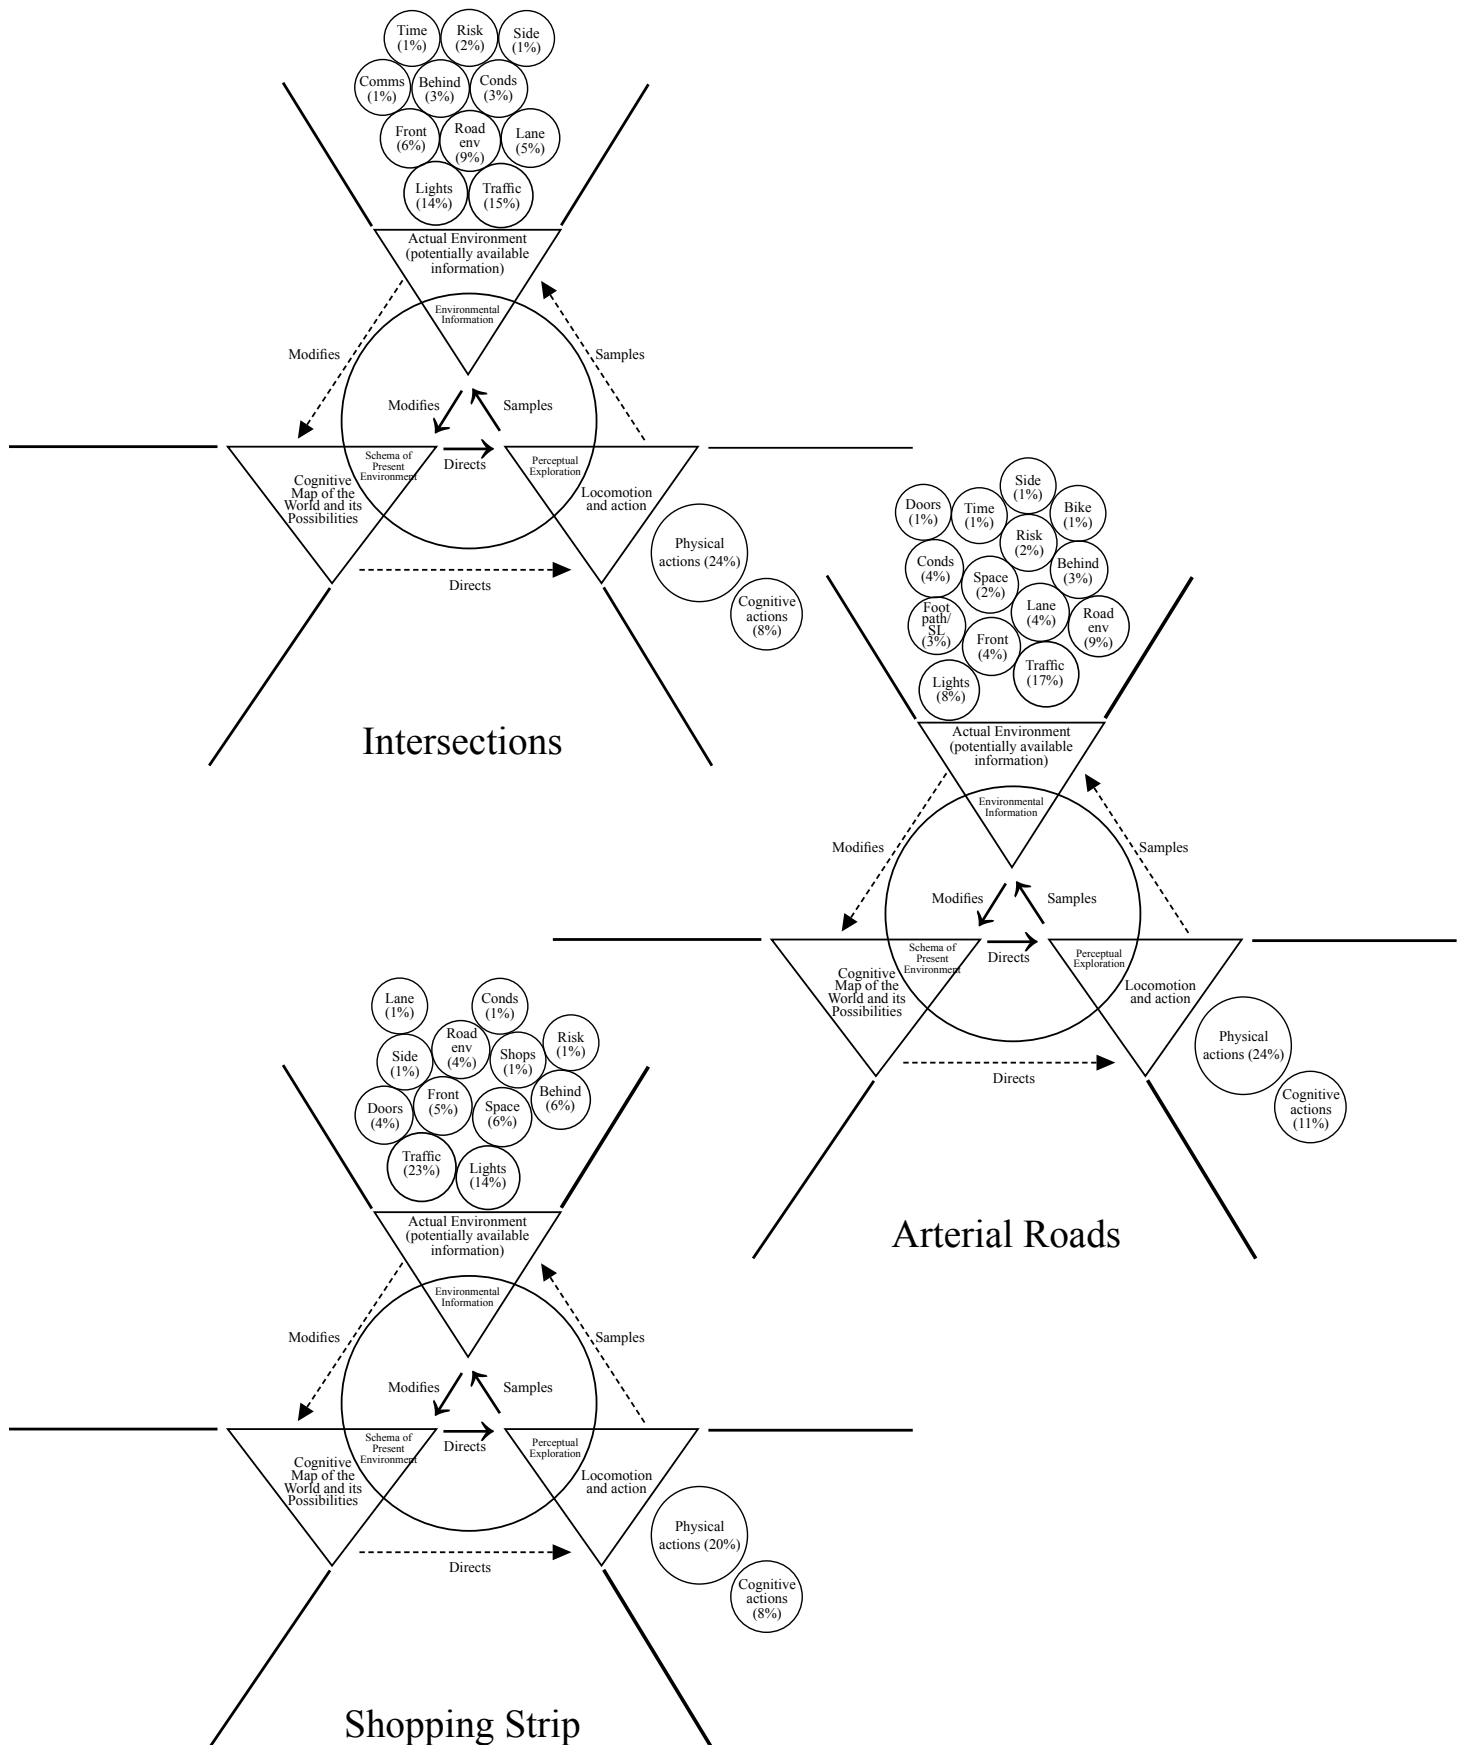 Time
(1%)
Risk
(2%)
Side
(1%)
Comms
(1%)
Behind
(3%)
Conds
(3%)
Front
(6%)
Road
env
(9%)
Lane
(5%)
Lights
(14%)
Traffic
(15%)
Actual Environment
(potentially available
information)
Environmental
Information
Modifies
Samples
Modifies
Samples
Schema of
Present
Environment
Directs
Perceptual
Exploration
Cognitive
Map of the
World and its
Possibilities
Locomotion
and action
Physical
actions (24%)
Directs
Cognitive
actions
(8%)
Intersections
Side
(1%)
Doors
(1%)
Time
(1%)
Bike
(1%)
Risk
(2%)
Conds
(4%)
Space
(2%)
Behind
(3%)
Foot
path/
SL
(3%)
Lane
(4%)
Road
env
(9%)
Front
(4%)
Traffic
(17%)
Lights
(8%)
Actual Environment
(potentially available
information)
Environmental
Information
Modifies
Samples
Modifies
Samples
Schema of
Present
Environment
Directs
Perceptual
Exploration
Cognitive
Map of the
World and its
Possibilities
Locomotion
and action
Physical
actions (24%)
Directs
Cognitive
actions
(11%)
Arterial Roads
Lane
(1%)
Conds
(1%)
Road
env
(4%)
Risk
(1%)
Side
(1%)
Shops
(1%)
Doors
(4%)
Front
(5%)
Space
(6%)
Behind
(6%)
Traffic
(23%)
Lights
(14%)
Actual Environment
(potentially available
information)
Environmental
Information
Modifies
Samples
Modifies
Samples
Schema of
Present
Environment
Directs
Perceptual
Exploration
Cognitive
Map of the
World and its
Possibilities
Locomotion
and action
Physical
actions (20%)
Directs
Cognitive
actions
(8%)
Shopping Strip